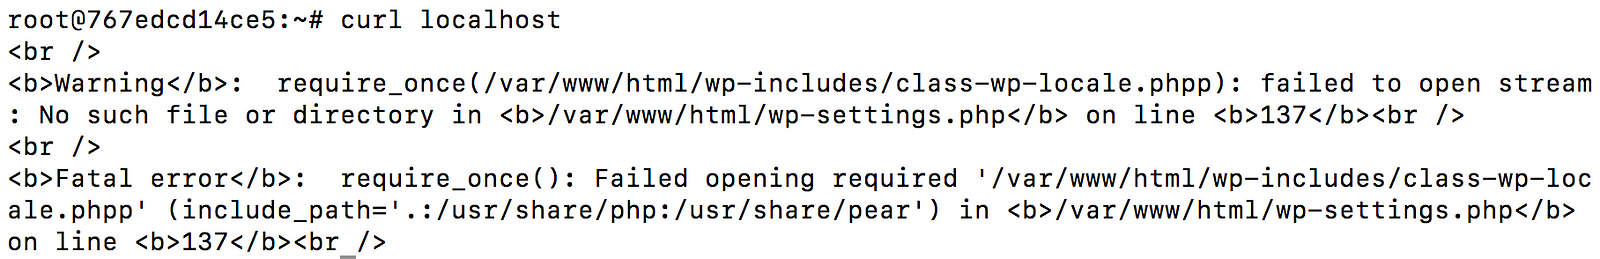 root@767edcd14ce5:~# curl localhost
<br />
<b>Warning</b>:  require_once(/var/www/html/wp-includes/class-wp-locale.phpp): failed to open stream
: No such file or directory in <b>/var/www/html/wp-settings.php</b> on line <b>137</b><br />
<br />
<b>Fatal error</b>:  require_once(): Failed opening required '/var/www/html/wp-includes/class-wp-loc
ale.phpp' (include_path='.:/usr/share/php:/usr/share/pear') in <b>/var/www/html/wp-settings.php</b>
on line <b>137</b><br />